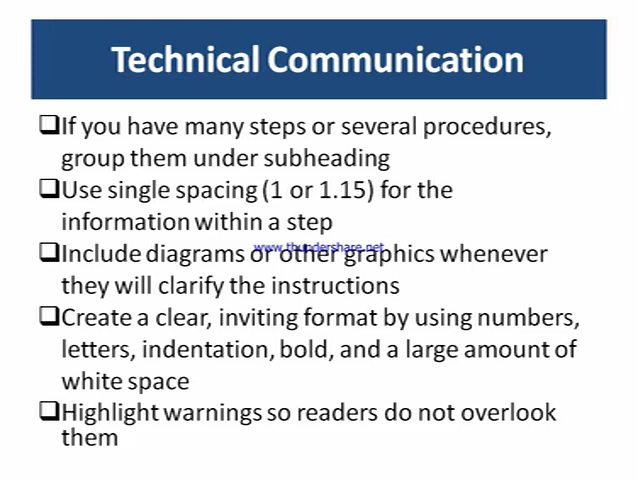 Technical Communication
❑If you have many steps or several procedures,
group them under subheading
❑Use single spacing (1 or 1.15) for the
information within a step
❑Include diagrams or other graphics whenever
www.thundershare.net
they will clarify the instructions
❑Create a clear, inviting format by using numbers,
letters, indentation, bold, and a large amount of
white space
❑Highlight warnings so readers do not overlook
them